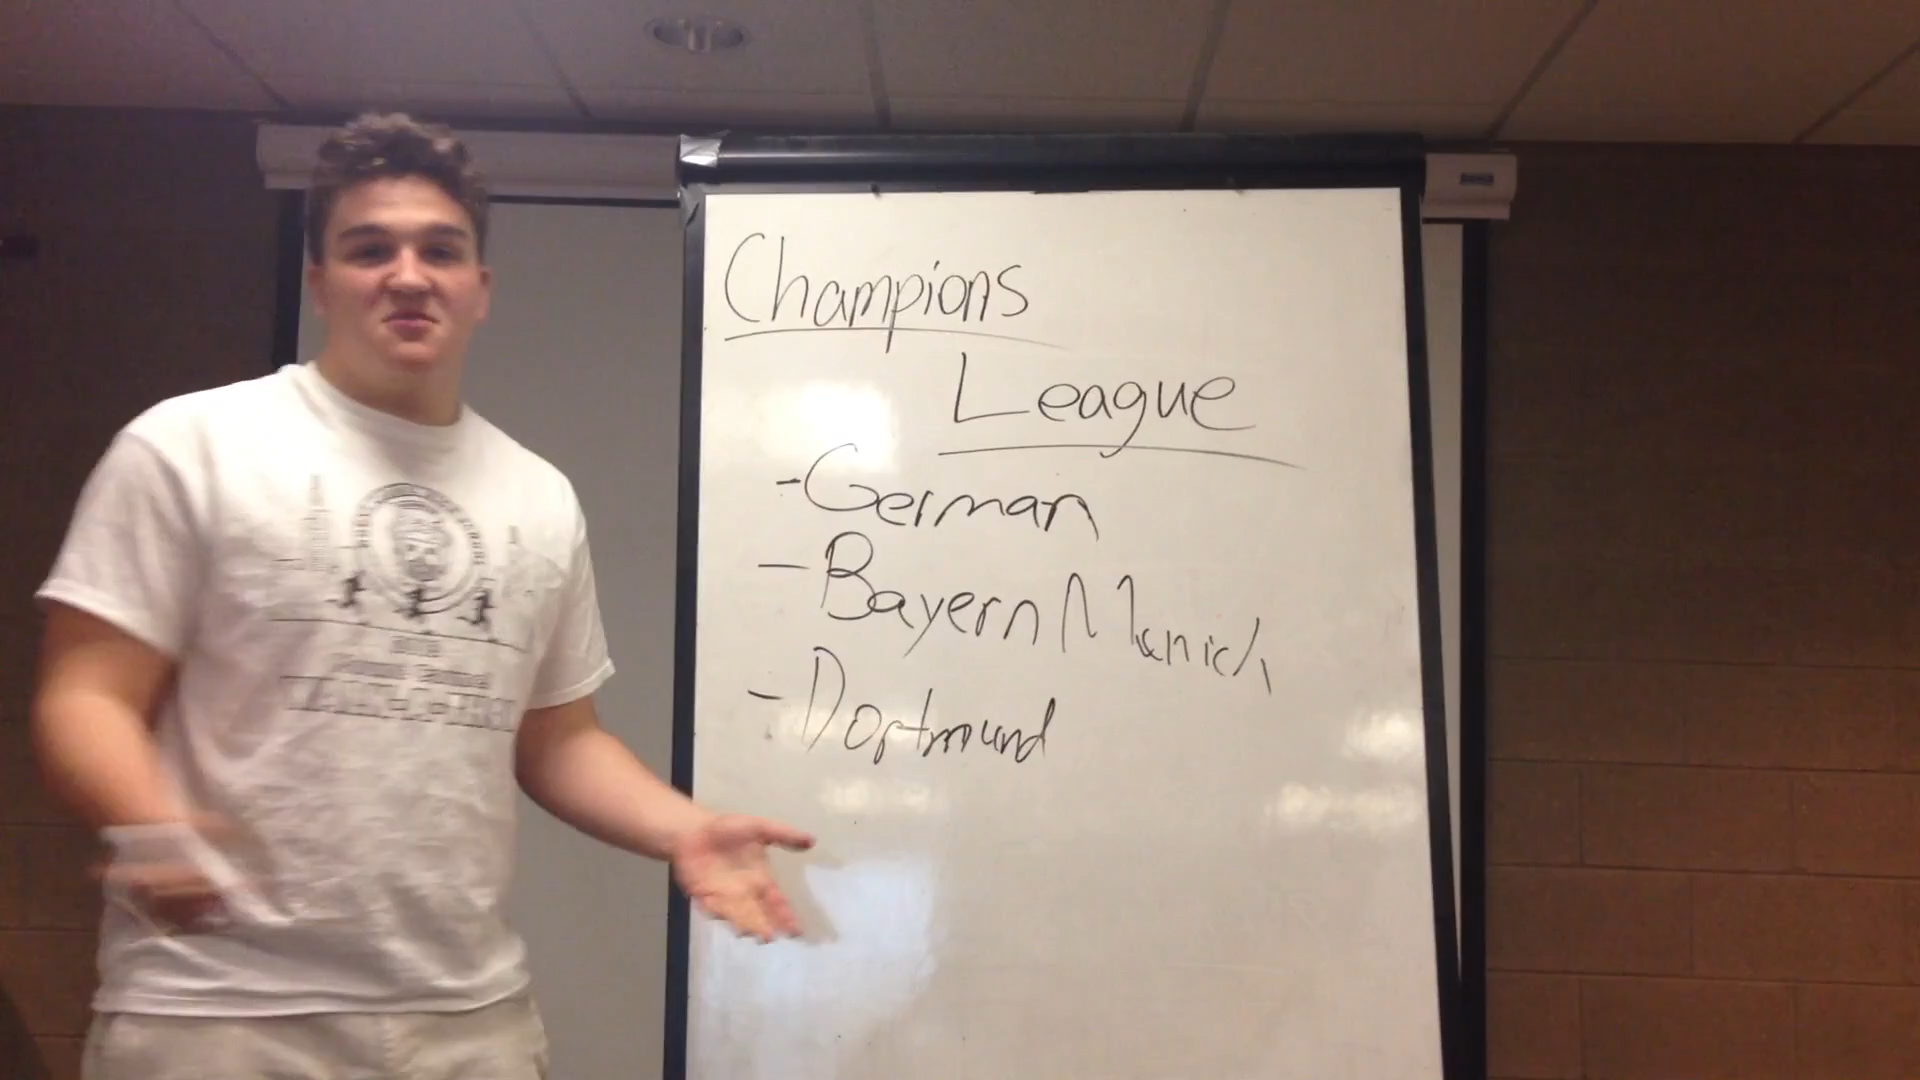 Champions
League
-German
- Bayern Munich
- Dortmund